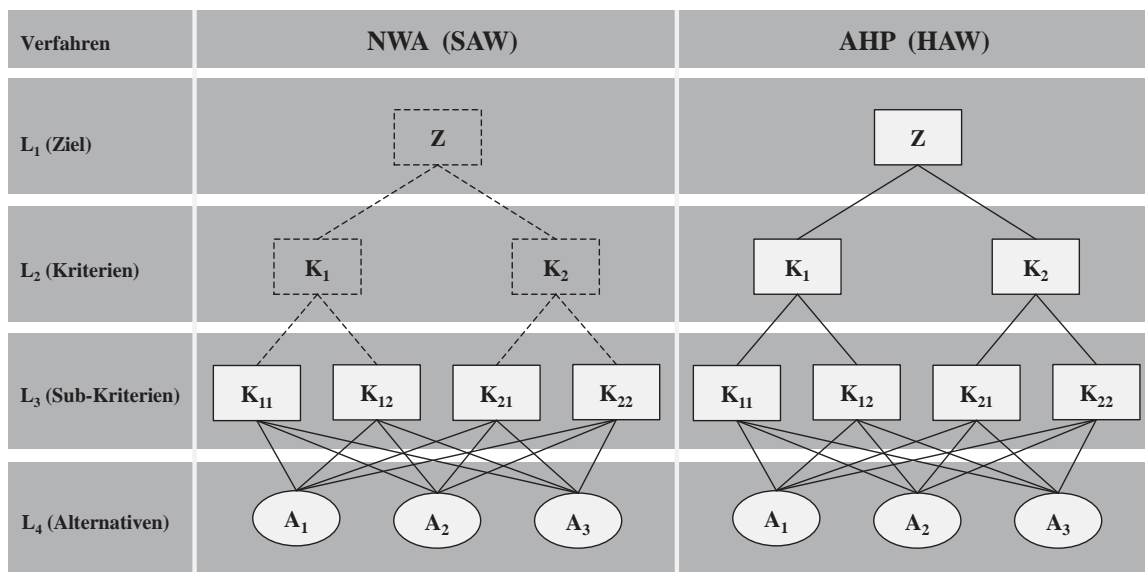 Verfahren NWA (SAW) AHP (HAW)
L₁ (Ziel) Z Z
L₂ (Kriterien) K₁ K₂ K₁ K₂
L₃ (Sub-Kriterien) K₁₁ K₁₂ K₂₁ K₂₂ K₁₁ K₁₂ K₂₁ K₂₂
L₄ (Alternativen) A₁ A₂ A₃ A₁ A₂ A₃